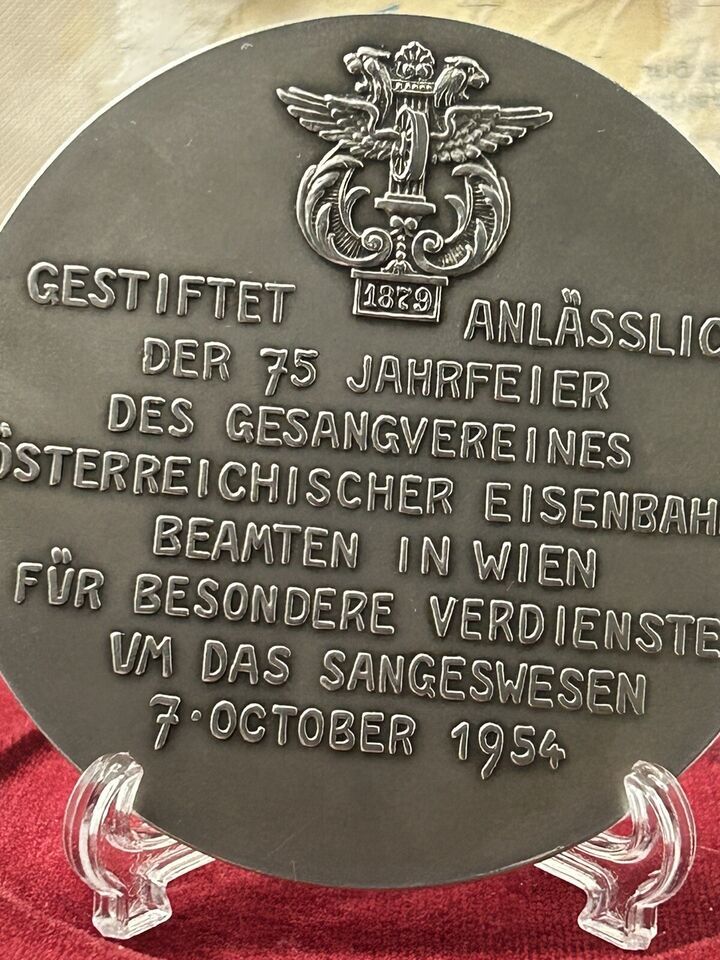 1879
GESTIFTET ANLÄSSLIC
DER 75 JAHRFEIER
DES GESANGVEREINES
ÖSTERREICHISCHER EISENBAH
BEAMTEN IN WIEN
FÜR BESONDERE VERDIENSTE
UM DAS SANGESWESEN
7·OCTOBER 1954